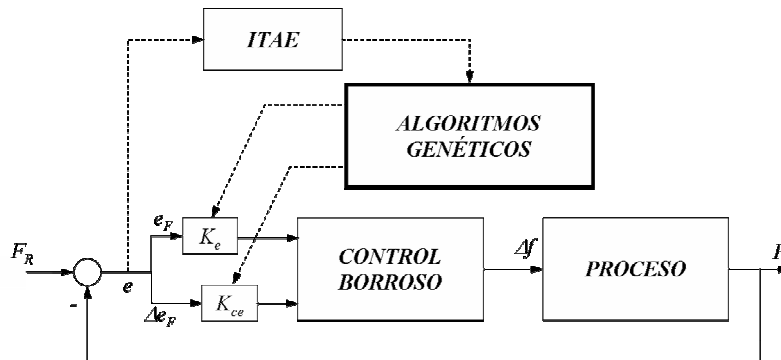 ITAE
ALGORITMOS
GENÉTICOS
e_F
K_e
F_R
CONTROL
BORROSO
Δf
PROCESO
F
e
-
Δe_F
K_ce